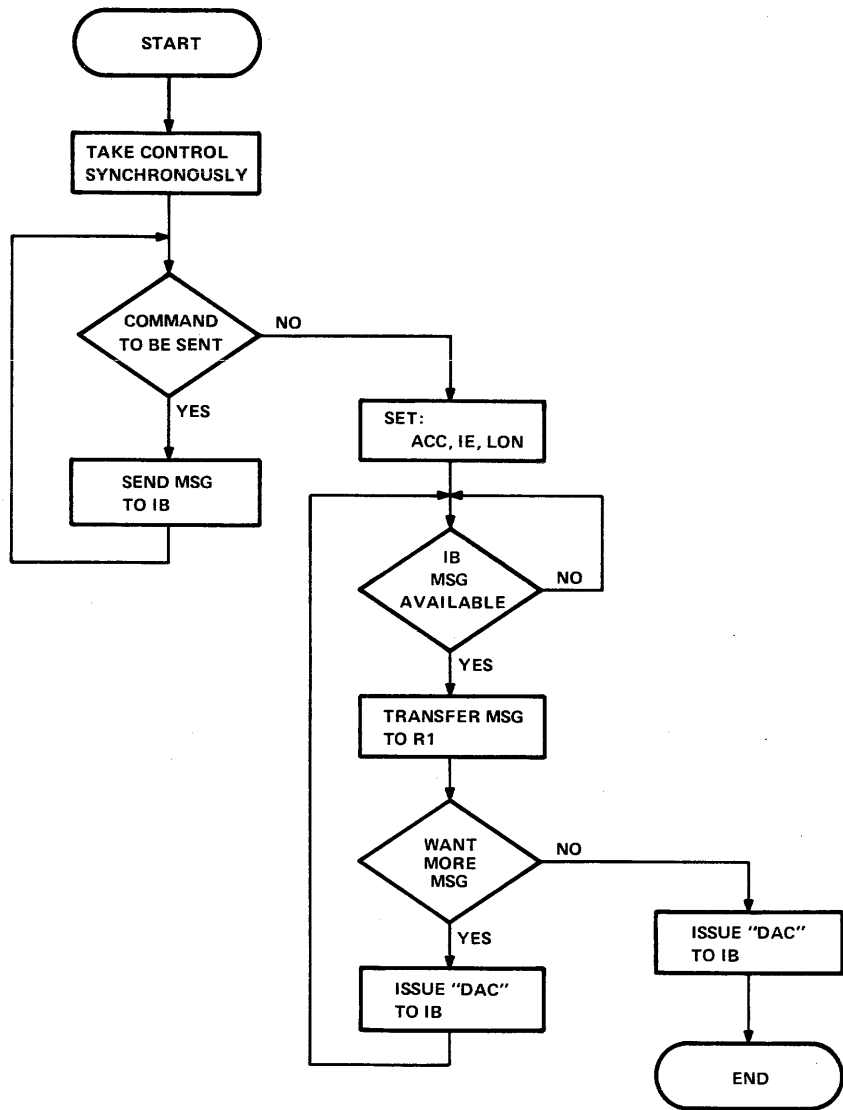 START
TAKE CONTROL
SYNCHRONOUSLY
COMMAND
TO BE SENT
NO
YES
SEND MSG
TO IB
SET:
ACC, IE, LON
IB
MSG
AVAILABLE
NO
YES
TRANSFER MSG
TO R1
WANT
MORE
MSG
NO
YES
ISSUE "DAC"
TO IB
ISSUE "DAC"
TO IB
END